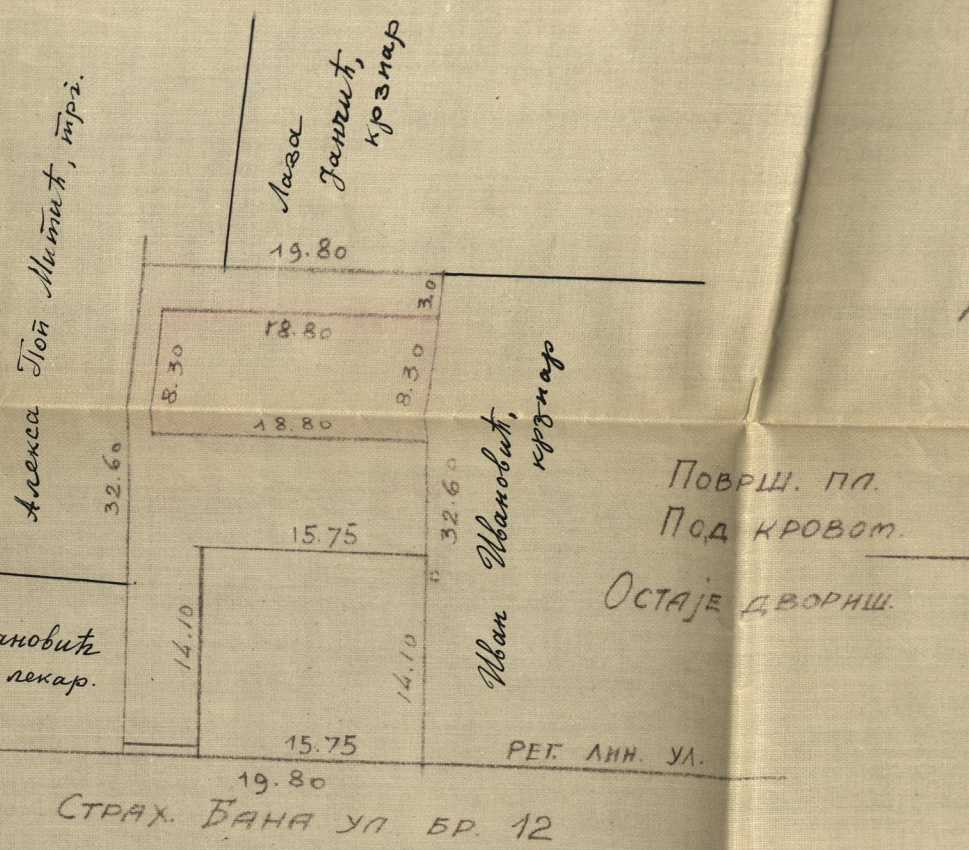 Алекса Поп Митић, трг.
Лаза
Јанчић,
крзнар
19.80
3.0
18.80
8.30
8.30
18.80
32.60
32.60
Иван Ивановић,
крзнар
15.75
14.10
14.10
15.75
19.80
ановић
лекар.
Површ. пл.
Под кровом.
Остаје двориш.
РЕГ. ЛИН. УЛ.
Страх. Бана ул бр. 12